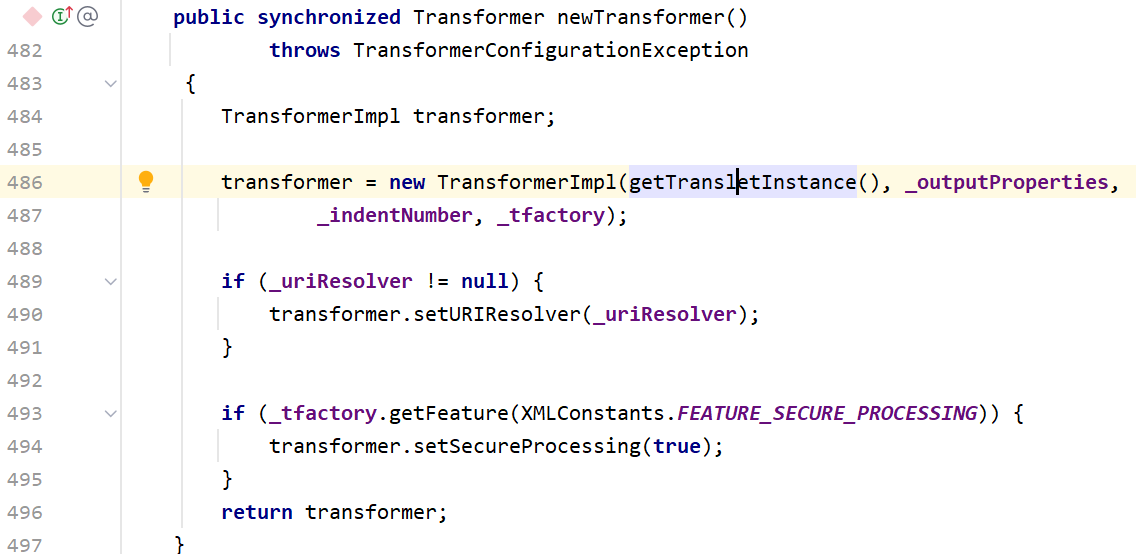 public synchronized Transformer newTransformer()
482 throws TransformerConfigurationException
483 {
484 TransformerImpl transformer;
485
486 transformer = new TransformerImpl(getTransletInstance(), _outputProperties,
487 _indentNumber, _tfactory);
488
489 if (_uriResolver != null) {
490 transformer.setURIResolver(_uriResolver);
491 }
492
493 if (_tfactory.getFeature(XMLConstants.FEATURE_SECURE_PROCESSING)) {
494 transformer.setSecureProcessing(true);
495 }
496 return transformer;
497 }